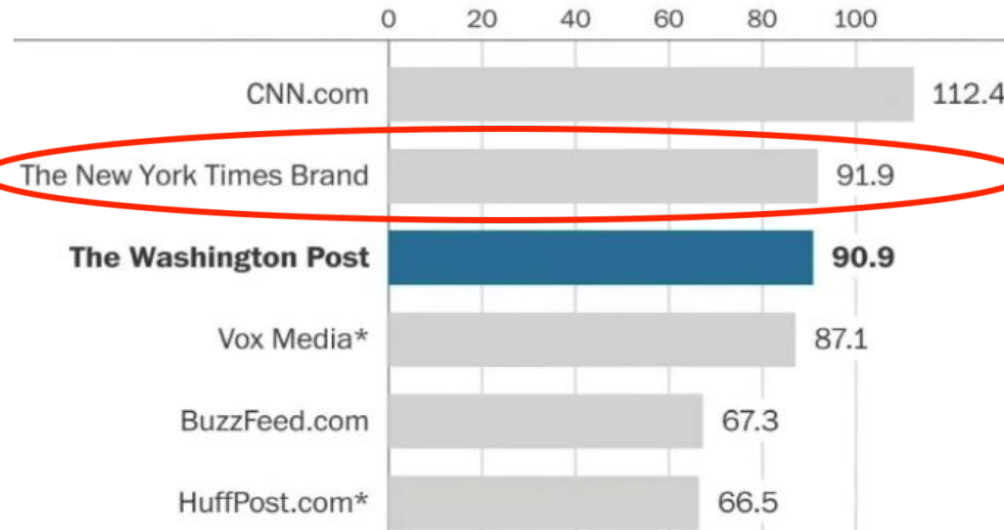 0 20 40 60 80 100
CNN.com 112.4
The New York Times Brand 91.9
The Washington Post 90.9
Vox Media* 87.1
BuzzFeed.com 67.3
HuffPost.com* 66.5